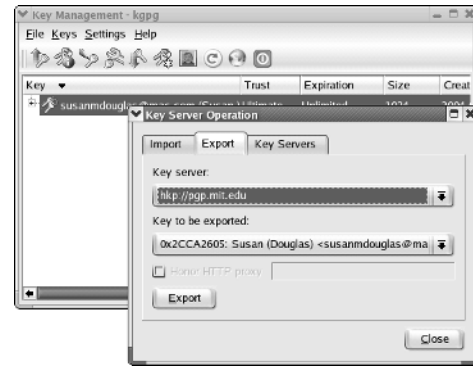 Key Management - kgpg
File Keys Settings Help
Key Trust Expiration Size Creat
susanmdouglas@mac.com (Susan Ultimate Unlimited 1024 2004
Key Server Operation
Import Export Key Servers
Key server:
hkp://pgp.mit.edu
Key to be exported:
0x2CCA2605: Susan (Douglas) <susanmdouglas@ma
Honor HTTP proxy:
Export
Close